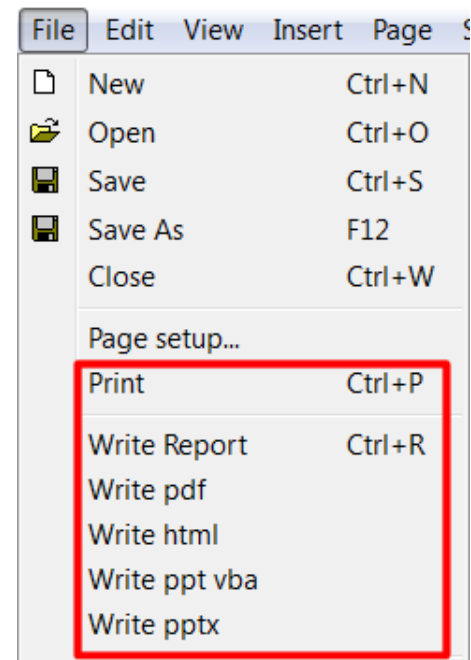 File Edit View Insert Page
New Ctrl+N
Open Ctrl+O
Save Ctrl+S
Save As F12
Close Ctrl+W
Page setup...
Print Ctrl+P
Write Report Ctrl+R
Write pdf
Write html
Write ppt vba
Write pptx